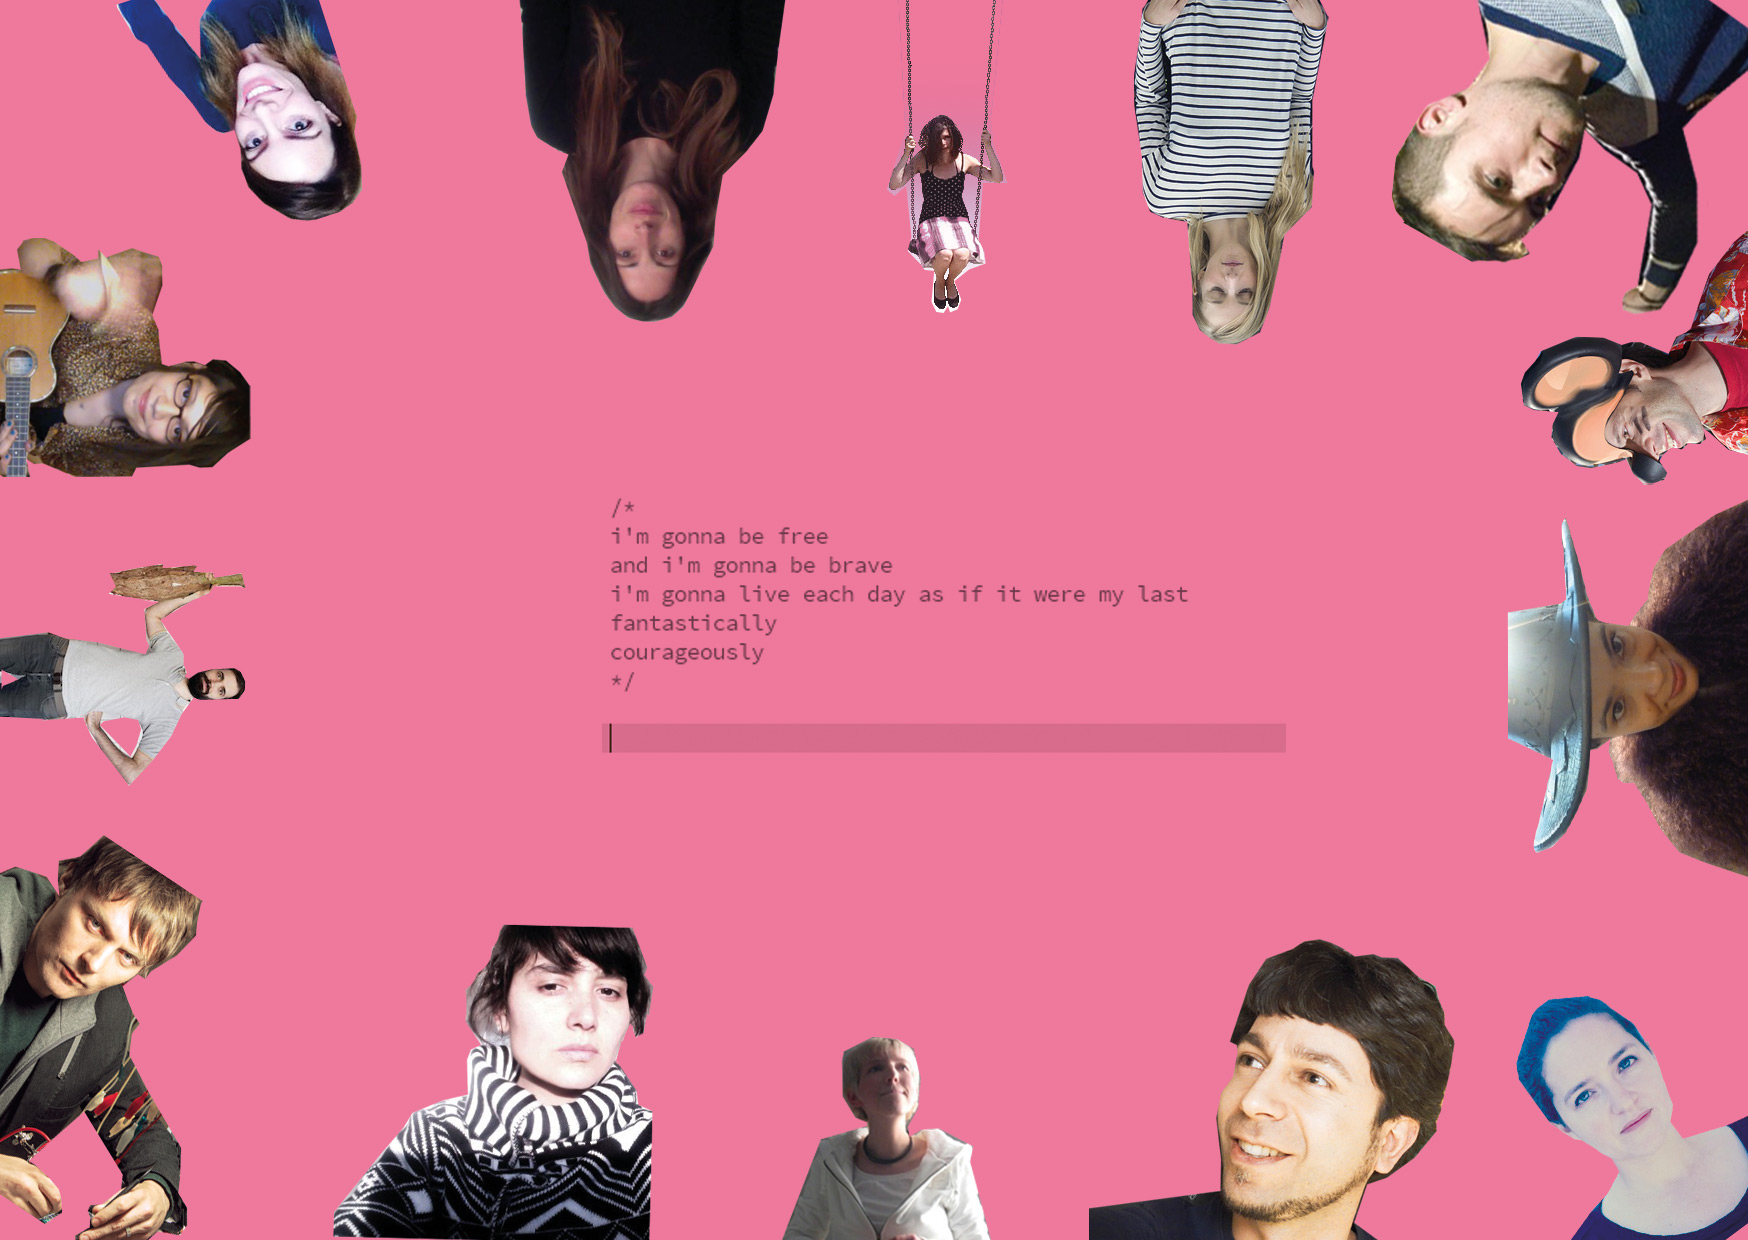 /*
i'm gonna be free
and i'm gonna be brave
i'm gonna live each day as if it were my last
fantastically
courageously
*/